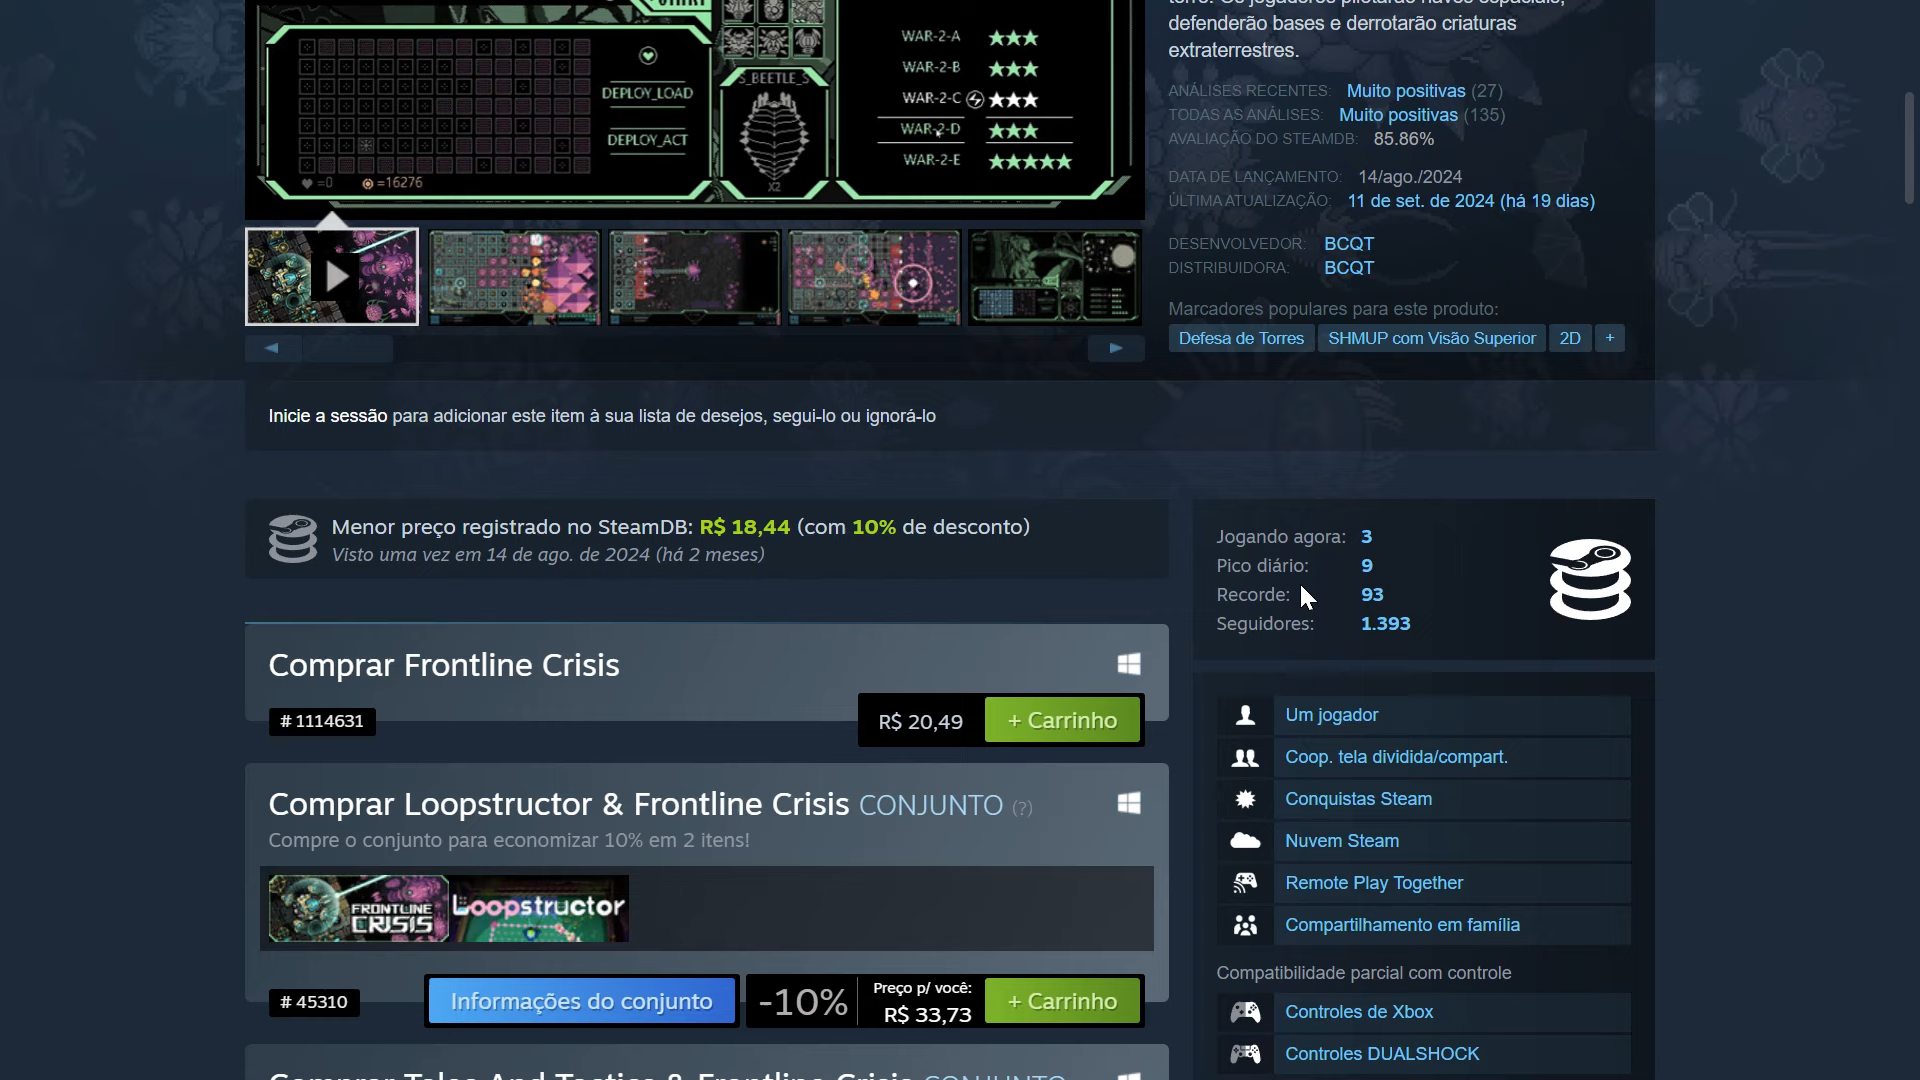 defenderão bases e derrotarão criaturas
extraterrestres.
WAR-2-A
WAR-2-B
WAR-2-C
WAR-2-D
WAR-2-E
S_BEETLE_S
X2
DEPLOY_LOAD
DEPLOY_ACT
=0 =16276
ANÁLISES RECENTES: Muito positivas (27)
TODAS AS ANÁLISES: Muito positivas (135)
AVALIAÇÃO DO STEAMDB: 85.86%
DATA DE LANÇAMENTO: 14/ago./2024
ÚLTIMA ATUALIZAÇÃO: 11 de set. de 2024 (há 19 dias)
DESENVOLVEDOR: BCQT
DISTRIBUIDORA: BCQT
Marcadores populares para este produto:
Defesa de Torres SHMUP com Visão Superior 2D +
Inicie a sessão para adicionar este item à sua lista de desejos, segui-lo ou ignorá-lo
Menor preço registrado no SteamDB: R$ 18,44 (com 10% de desconto)
Visto uma vez em 14 de ago. de 2024 (há 2 meses)
Jogando agora: 3
Pico diário: 9
Recorde: 93
Seguidores: 1.393
Comprar Frontline Crisis
# 1114631
R$ 20,49 + Carrinho
Comprar Loopstructor & Frontline Crisis CONJUNTO (?)
Compre o conjunto para economizar 10% em 2 itens!
FRONTLINE
CRISIS
Loopstructor
# 45310
Informações do conjunto -10% Preço p/ você:
R$ 33,73 + Carrinho
Um jogador
Coop. tela dividida/compart.
Conquistas Steam
Nuvem Steam
Remote Play Together
Compartilhamento em família
Compatibilidade parcial com controle
Controles de Xbox
Controles DUALSHOCK